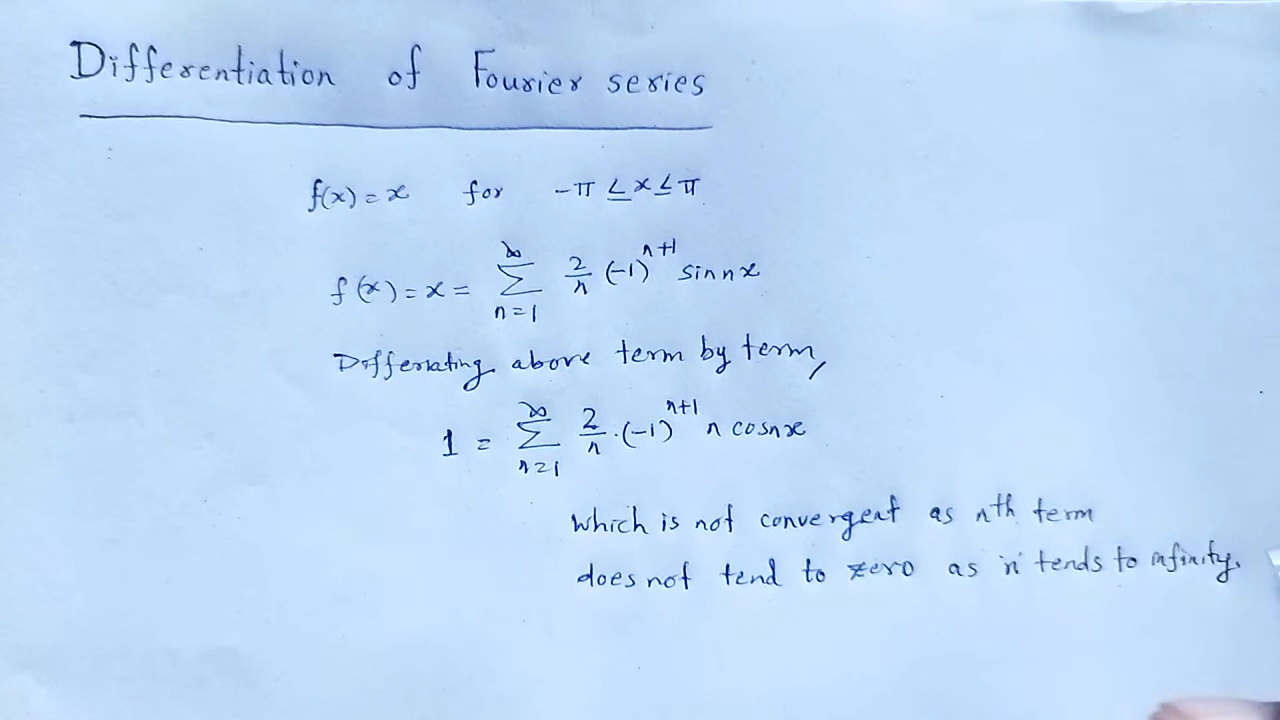 Differentiation of Fourier series
f(x) = x for -π ≤ x ≤ π
f(x) = x = ∑_{n=1}^{∞} 2/n (-1)^{n+1} sin nx
Differiating above term by term,
1 = ∑_{n=1}^{∞} 2/n . (-1)^{n+1} n cos nx
which is not convergent as nth term
does not tend to zero as 'n' tends to infinity.